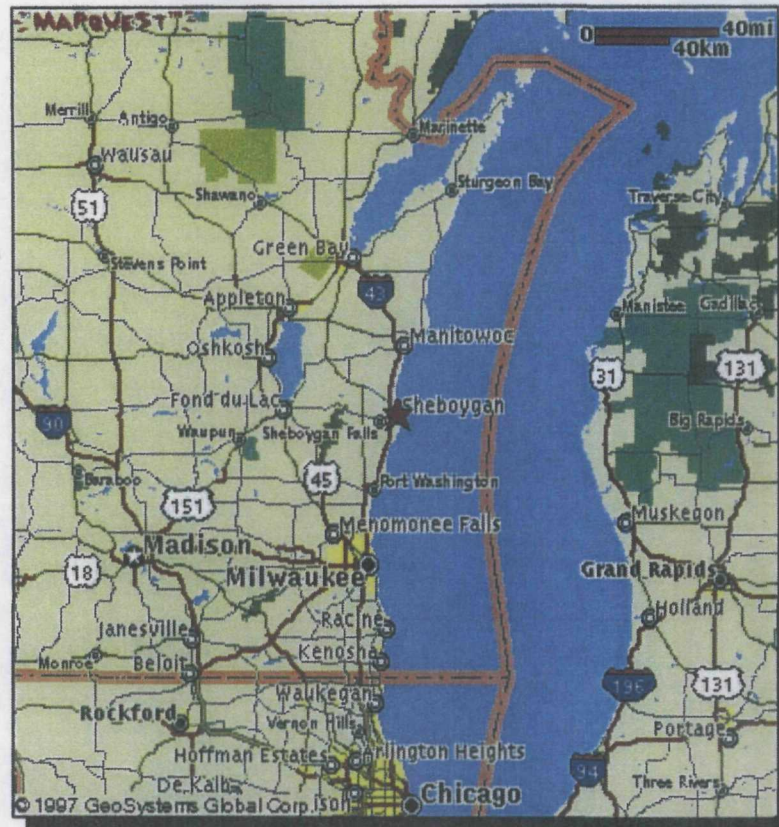 MAPQUEST™
0 40mi
40km
Merrill
Antigo
Marinette
Wausau
Sturgeon Bay
Shawano
Traverse City
51
Green Bay
Stevens Point
43
Appleton
Manistee Cadillac
Manitowoc
Oshkosh
31
131
Fond du Lac
Sheboygan
90
Waupun
Sheboygan Falls
Big Rapids
Baraboo
45
Port Washington
151
Muskegon
Menomonee Falls
Madison
18
Milwaukee
Grand Rapids
Holland
Racine
Janesville
Kenosha
Monroe
Beloit
196
131
Waukegan
Rockford
Vernon Hills
Portage
Hoffman Estates
Arlington Heights
94
De Kalb
Three Rivers
Chicago
© 1997 GeoSystems Global Corp.